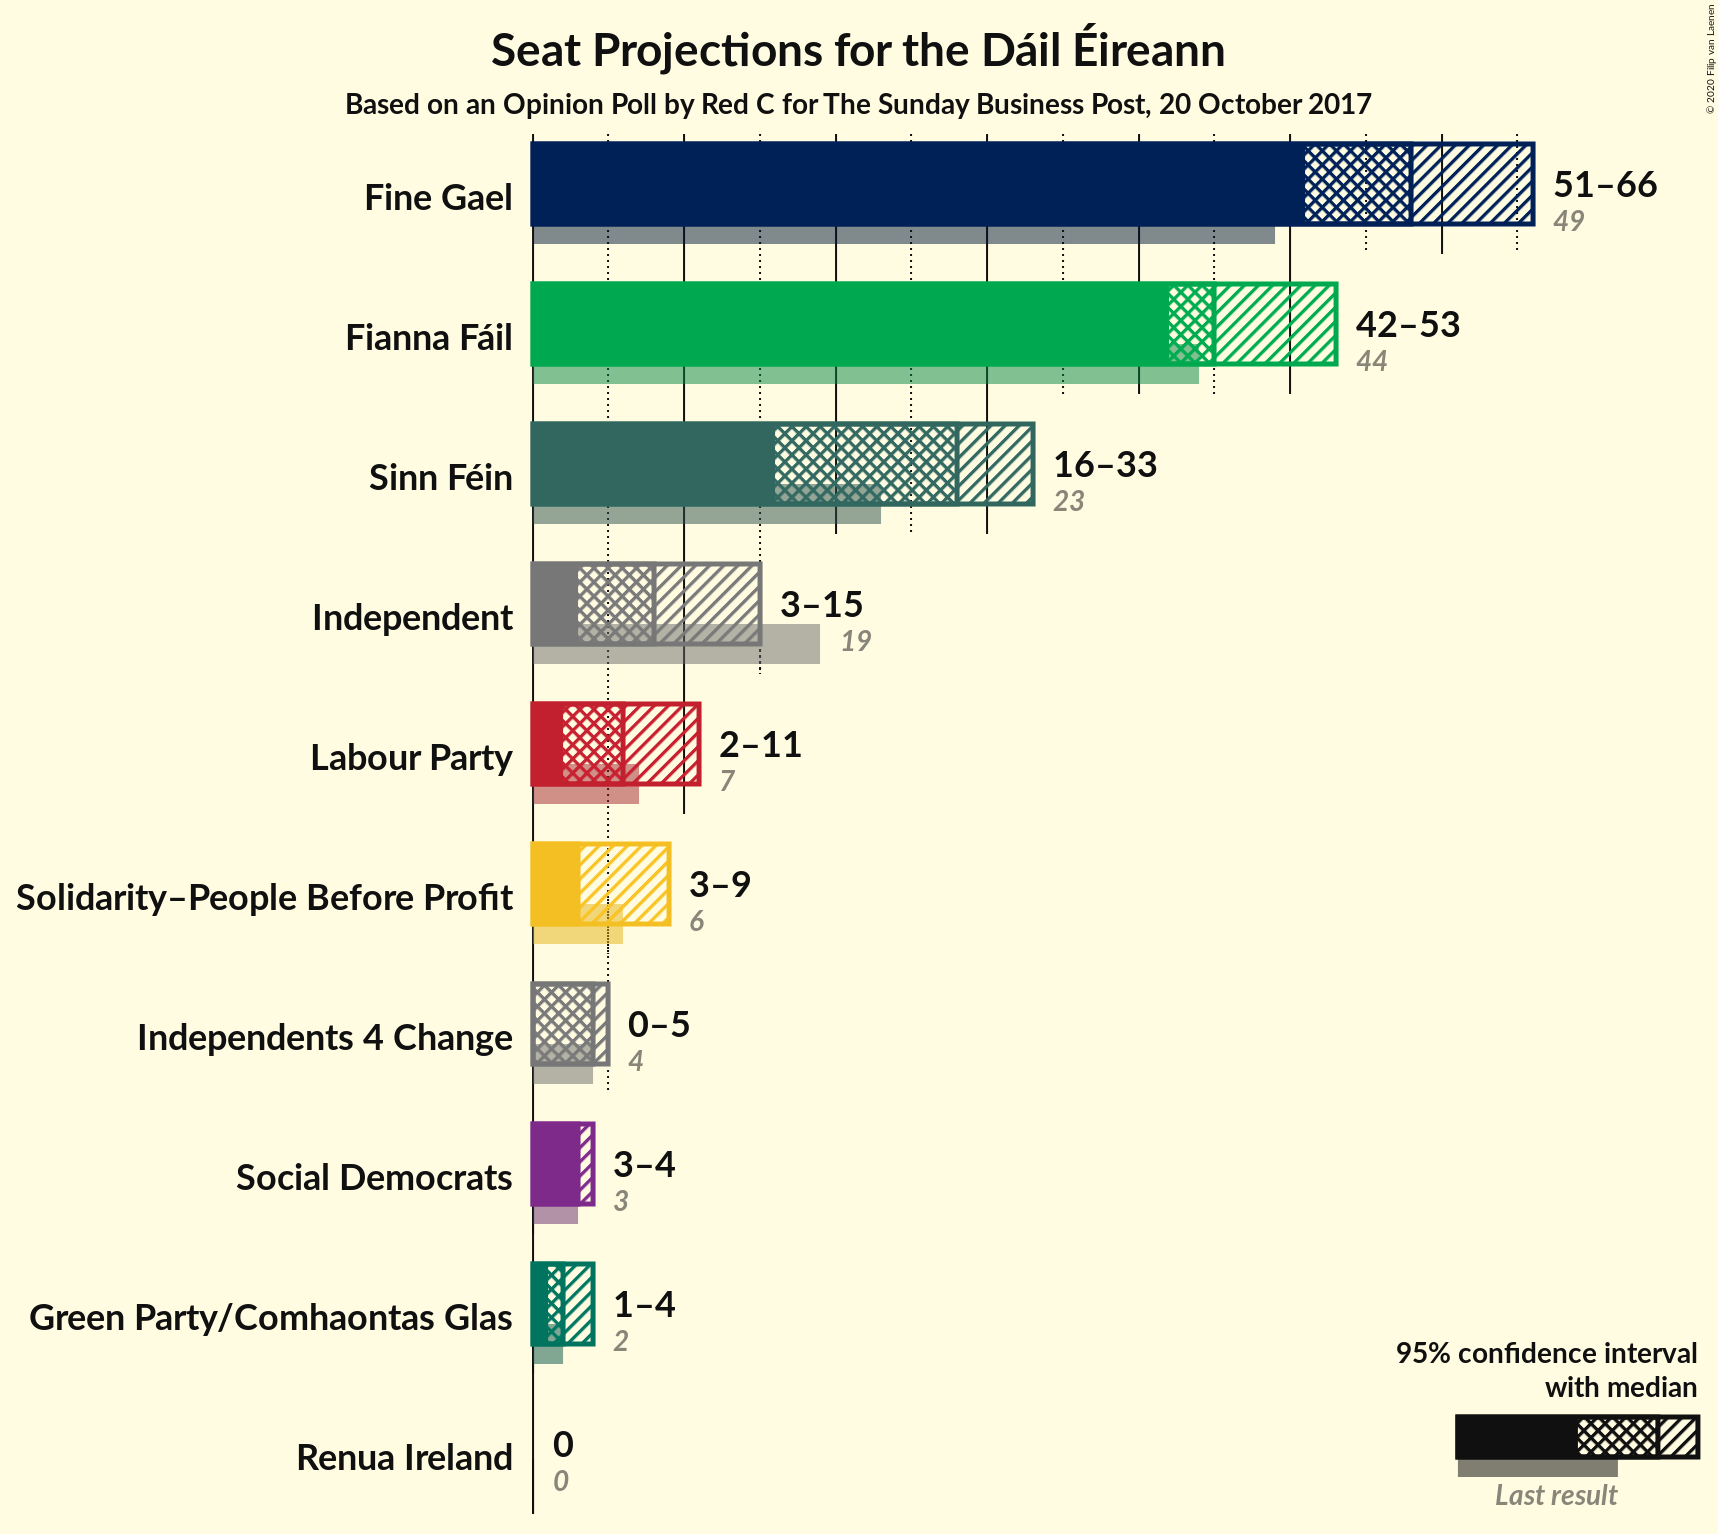 Seat Projections for the Dáil Éireann
Based on an Opinion Poll by Red C for The Sunday Business Post, 20 October 2017
© 2020 Filip van Laenen
Fine Gael
51–66
49
Fianna Fáil
42–53
44
Sinn Féin
16–33
23
Independent
3–15
19
Labour Party
2–11
7
Solidarity–People Before Profit
3–9
6
Independents 4 Change
0–5
4
Social Democrats
3–4
3
Green Party/Comhaontas Glas
1–4
2
Renua Ireland
0
0
95% confidence interval
with median
Last result